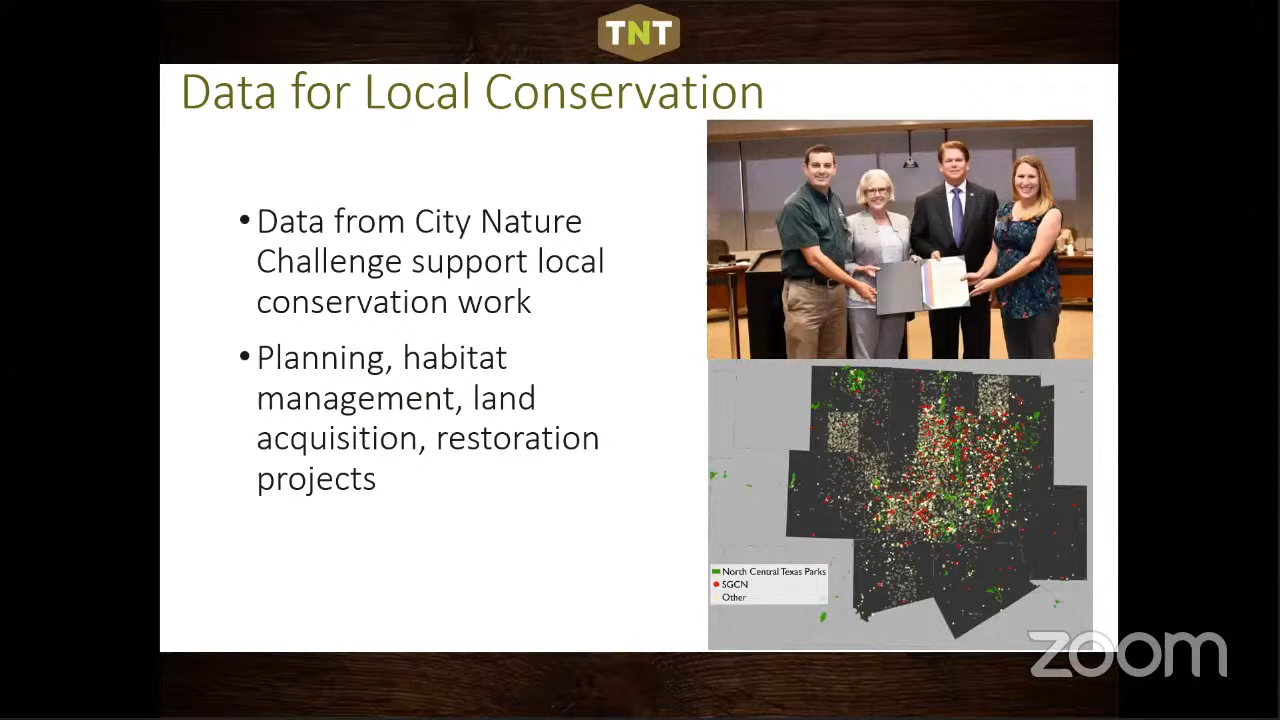 TNT
Data for Local Conservation
•Data from City Nature
Challenge support local
conservation work
•Planning, habitat
management, land
acquisition, restoration
projects
North Central Texas Parks
SGCN
Other
zoom